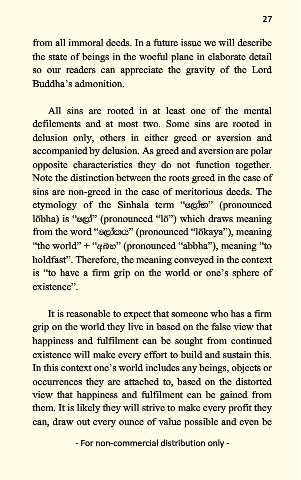 27
from all immoral deeds. In a future issue we will describe
the state of beings in the woeful plane in elaborate detail
so our readers can appreciate the gravity of the Lord
Buddha’s admonition.
All sins are rooted in at least one of the mental
defilements and at most two. Some sins are rooted in
delusion only, others in either greed or aversion and
accompanied by delusion. As greed and aversion are polar
opposite characteristics they do not function together.
Note the distinction between the roots greed in the case of
sins are non-greed in the case of meritorious deeds. The
etymology of the Sinhala term “ලෝභ” (pronounced
lōbha) is “ලෝ” (pronounced “lō”) which draws meaning
from the word “ලෝකය” (pronounced “lōkaya”), meaning
“the world” + “අබ්භ” (pronounced “abbha”), meaning “to
holdfast”. Therefore, the meaning conveyed in the context
is “to have a firm grip on the world or one’s sphere of
existence”.
It is reasonable to expect that someone who has a firm
grip on the world they live in based on the false view that
happiness and fulfilment can be sought from continued
existence will make every effort to build and sustain this.
In this context one’s world includes any beings, objects or
occurrences they are attached to, based on the distorted
view that happiness and fulfilment can be gained from
them. It is likely they will strive to make every profit they
can, draw out every ounce of value possible and even be
- For non-commercial distribution only -